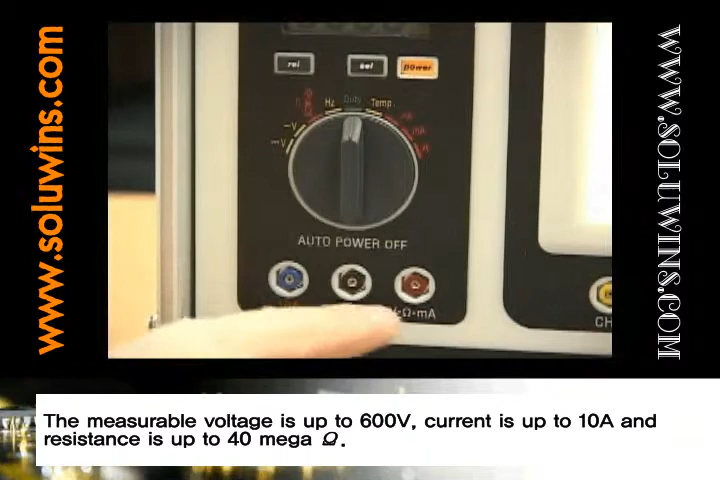 www.soluwins.com
WWW.SOLUWINS.COM
rel
sel
power
Hz
Duty
Temp.
V
V
AUTO POWER OFF
Ω·mA
CH
The measurable voltage is up to 600V, current is up to 10A and
resistance is up to 40 mega Ω.